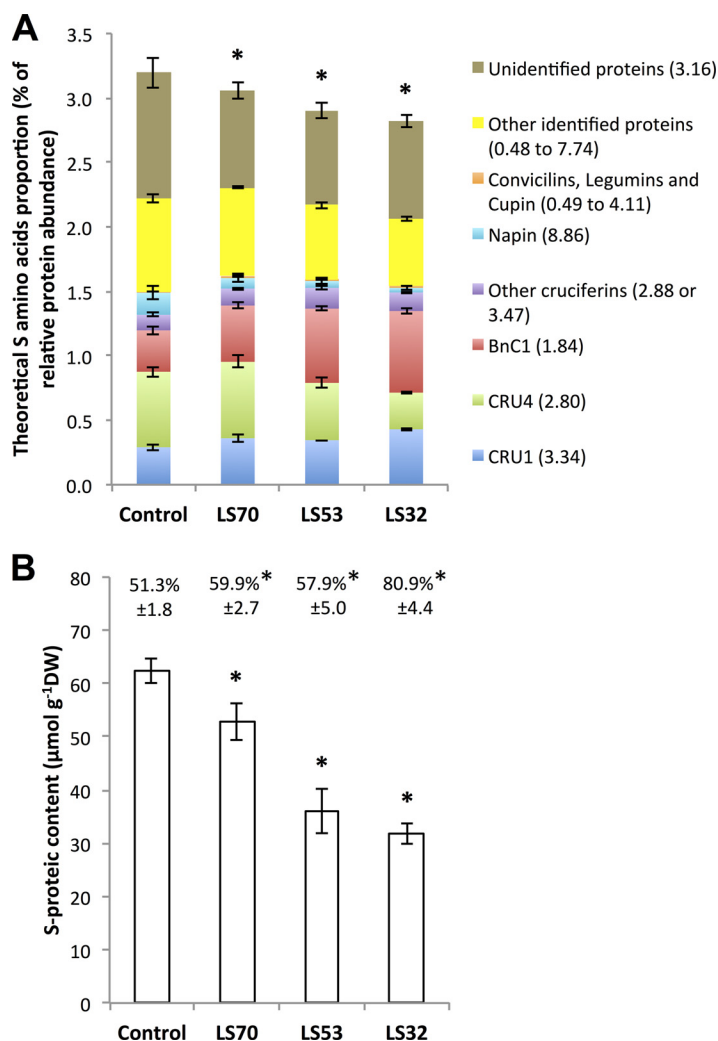 A
Theoretical S amino acids proportion (% of
relative protein abundance)
3.5
3.0
2.5
2.0
1.5
1.0
0.5
0.0
* * *
Control LS70 LS53 LS32
Unidentified proteins (3.16)
Other identified proteins
(0.48 to 7.74)
Convicilins, Legumins and
Cupin (0.49 to 4.11)
Napin (8.86)
Other cruciferins (2.88 or
3.47)
BnC1 (1.84)
CRU4 (2.80)
CRU1 (3.34)
B
S-proteic content (µmol g⁻¹DW)
80
70
60
50
40
30
20
10
0
51.3% 59.9%* 57.9%* 80.9%*
±1.8 ±2.7 ±5.0 ±4.4
* * *
Control LS70 LS53 LS32